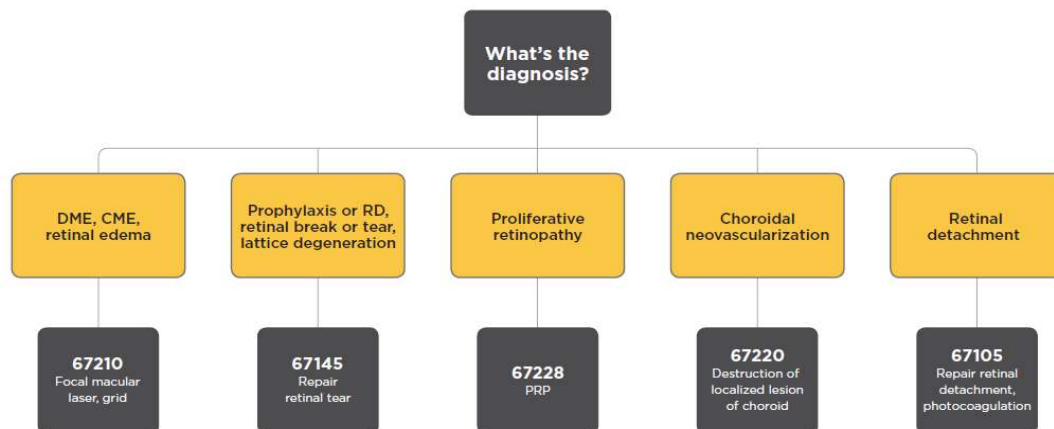 What's the
diagnosis?
DME, CME,
retinal edema
Prophylaxis or RD,
retinal break or tear,
lattice degeneration
Proliferative
retinopathy
Choroidal
neovascularization
Retinal
detachment
67210
Focal macular
laser, grid
67145
Repair
retinal tear
67228
PRP
67220
Destruction of
localized lesion
of choroid
67105
Repair retinal
detachment,
photocoagulation